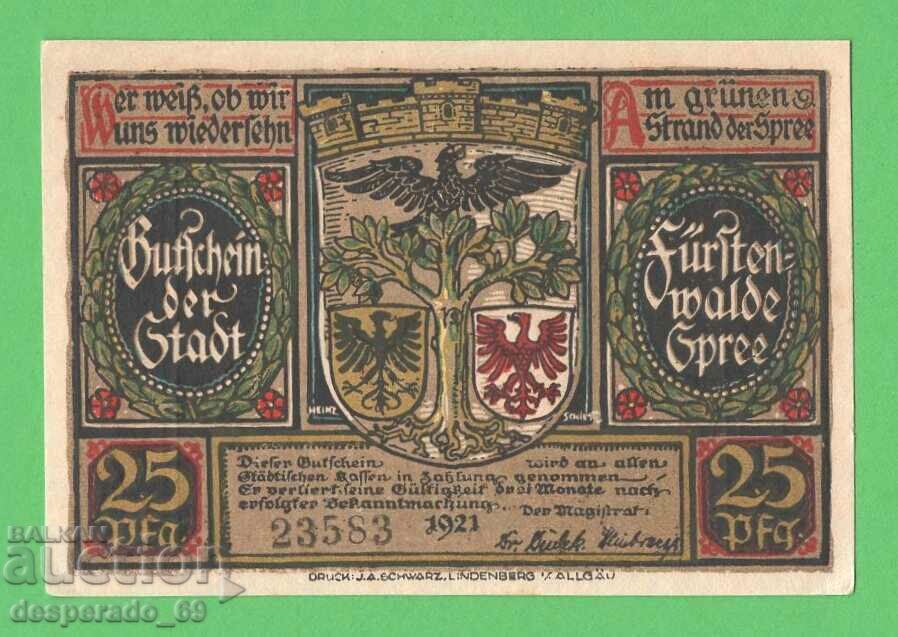 Wer weiß, ob wir
uns wiedersehn
Am grünen
Strand der Spree
Gutschein
der
Stadt
Fürsten-
walde
Spree
HEINZ
SCHIES
25
Pfg
25
Pfg.
Dieser Gutschein wird an allen
Städtischen Kassen in Zahlung genommen
Er verliert seine Gültigkeit drei Monate nach
erfolgter Bekanntmachung
Der Magistrat:
23583
1921
Dr.
DRUCK: J.A. SCHWARZ, LINDENBERG I/ALLGÄU
BALKAN
auction
desperado_69